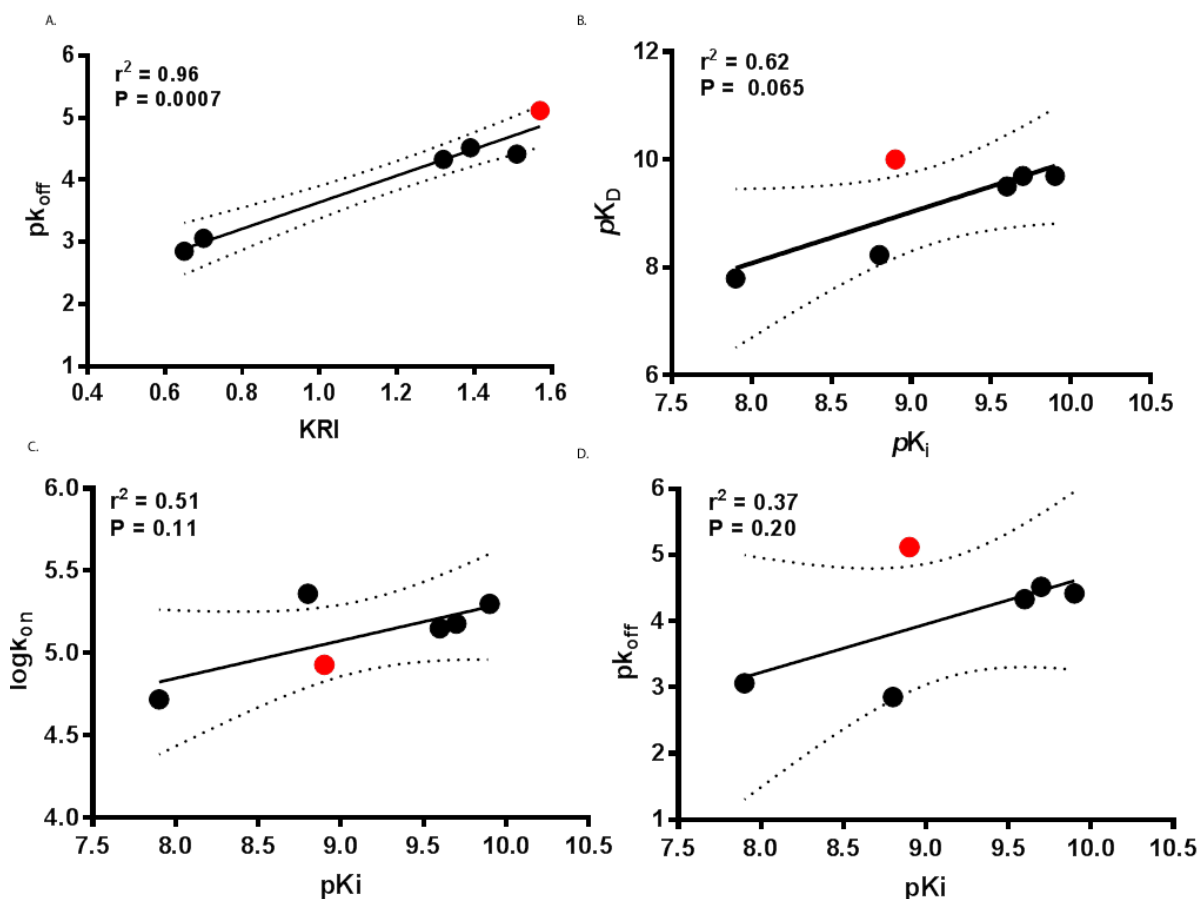 A.
r² = 0.96
P = 0.0007
pk_off
6
5
4
3
2
1
0.4 0.6 0.8 1.0 1.2 1.4 1.6
KRI
B.
r² = 0.62
P = 0.065
pK_D
12
10
8
6
7.5 8.0 8.5 9.0 9.5 10.0 10.5
pK_i
C.
r² = 0.51
P = 0.11
logk_on
6.0
5.5
5.0
4.5
4.0
7.5 8.0 8.5 9.0 9.5 10.0 10.5
pKi
D.
r² = 0.37
P = 0.20
pk_off
6
5
4
3
2
1
7.5 8.0 8.5 9.0 9.5 10.0 10.5
pKi